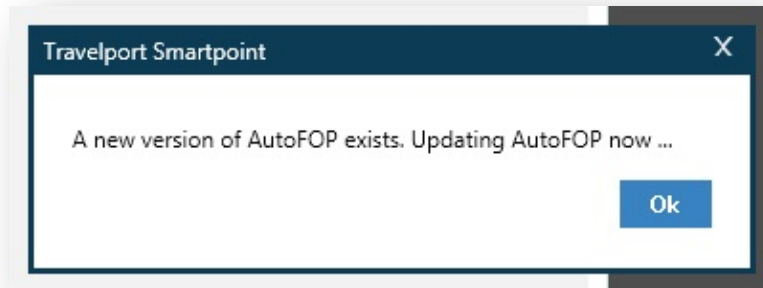 Travelport Smartpoint X
A new version of AutoFOP exists. Updating AutoFOP now ...
Ok